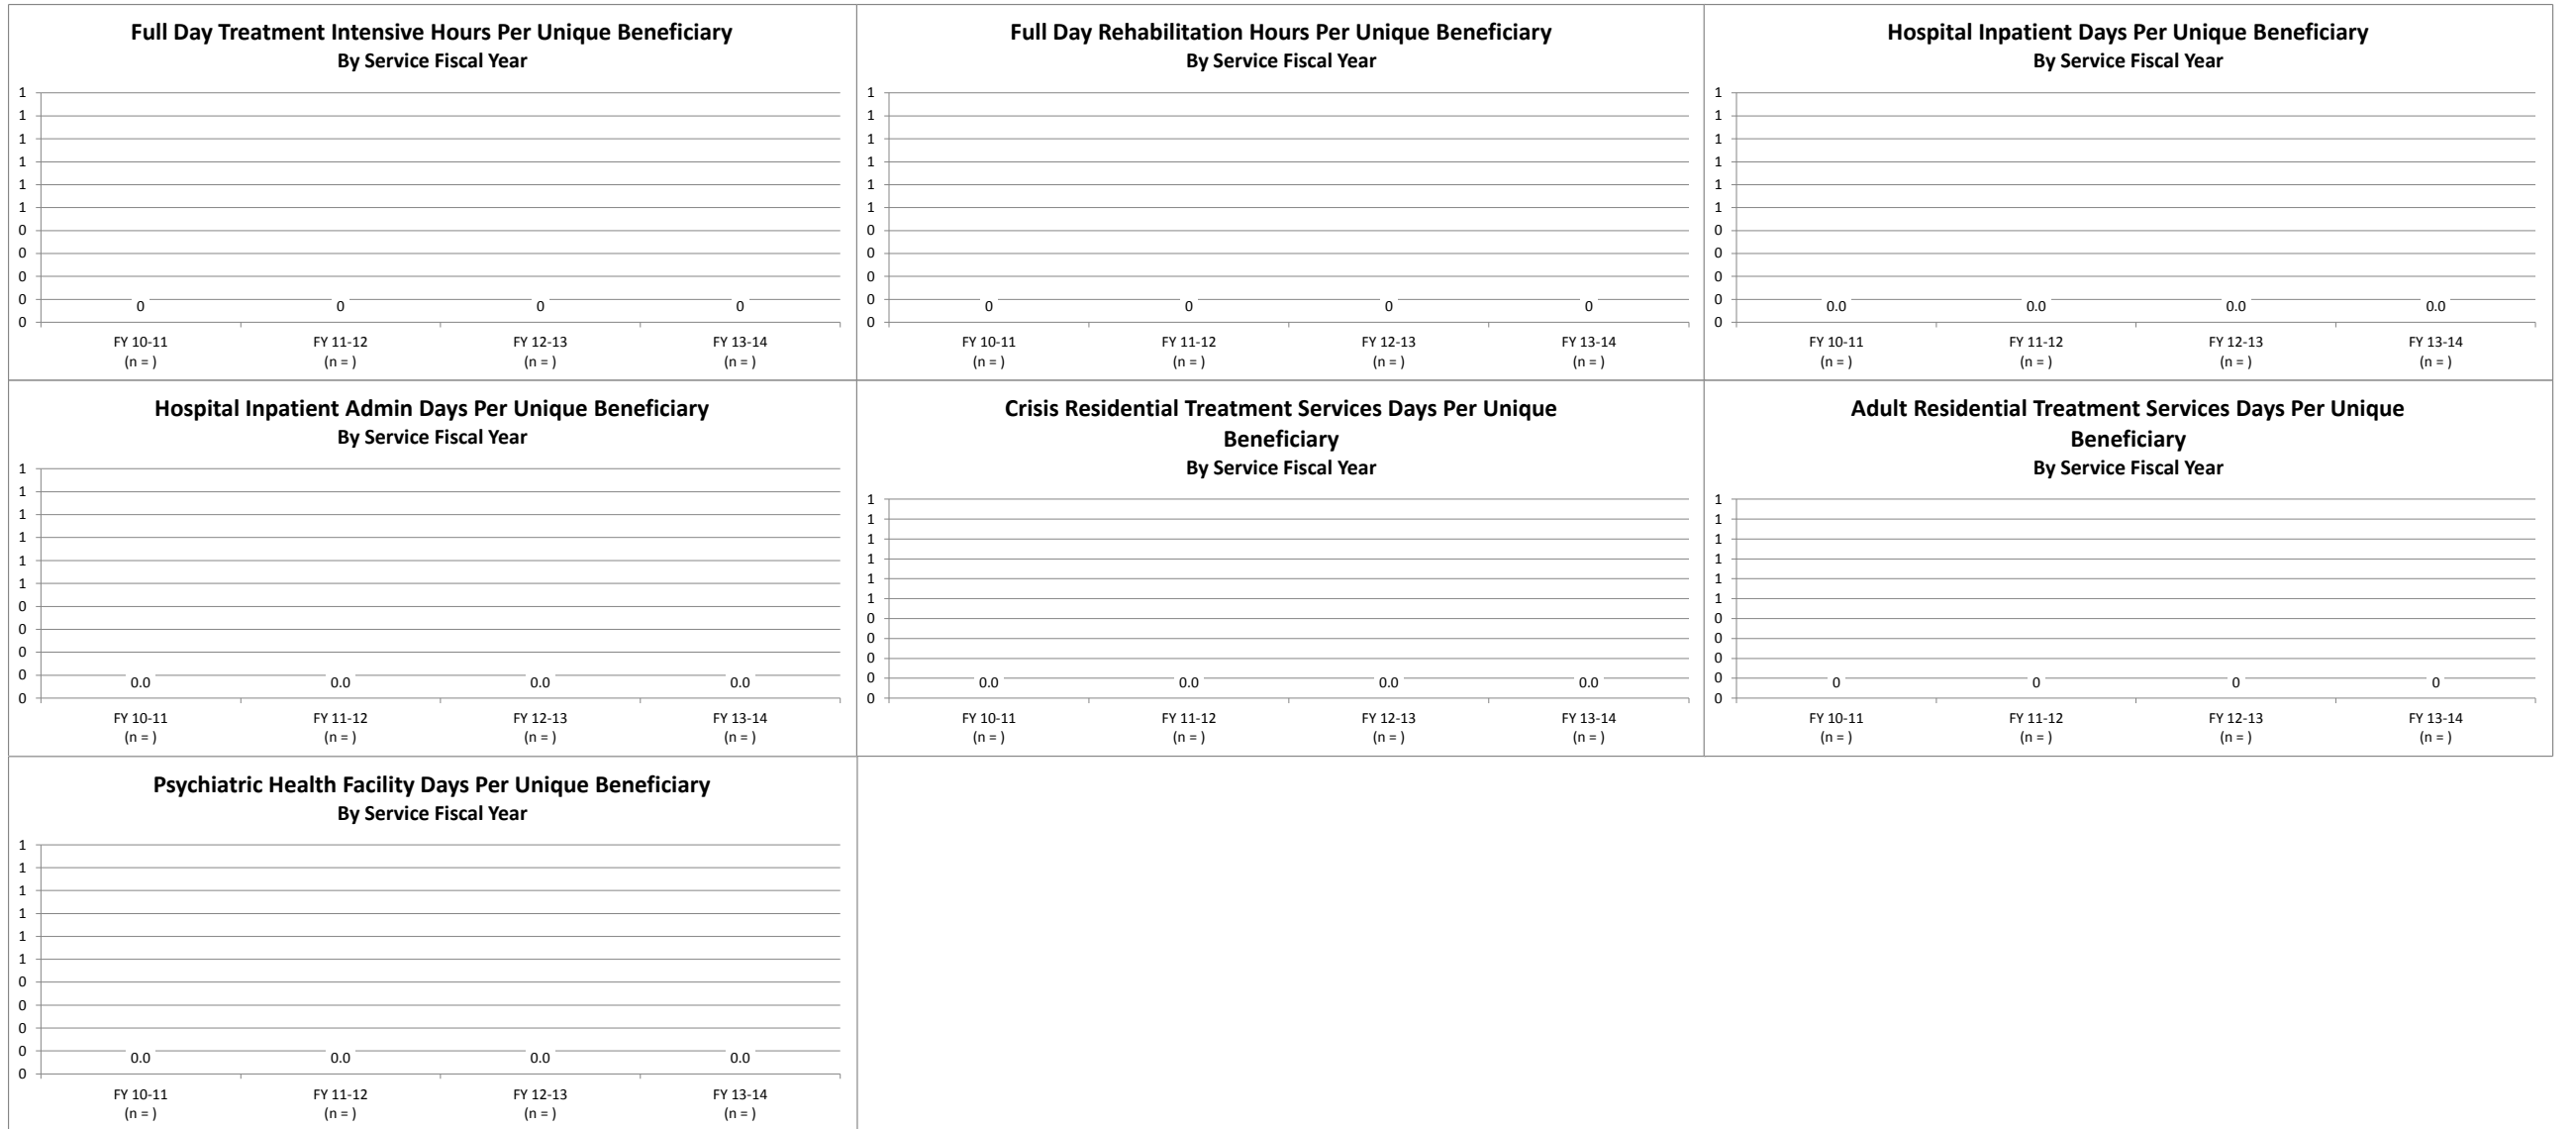 Full Day Treatment Intensive Hours Per Unique Beneficiary
By Service Fiscal Year
1
1
1
1
1
1
0
0
0
0
0
0 0 0 0
FY 10-11 FY 11-12 FY 12-13 FY 13-14
(n = ) (n = ) (n = ) (n = )
Full Day Rehabilitation Hours Per Unique Beneficiary
By Service Fiscal Year
1
1
1
1
1
1
0
0
0
0
0
0 0 0 0
FY 10-11 FY 11-12 FY 12-13 FY 13-14
(n = ) (n = ) (n = ) (n = )
Hospital Inpatient Days Per Unique Beneficiary
By Service Fiscal Year
1
1
1
1
1
1
0
0
0
0
0
0.0 0.0 0.0 0.0
FY 10-11 FY 11-12 FY 12-13 FY 13-14
(n = ) (n = ) (n = ) (n = )
Hospital Inpatient Admin Days Per Unique Beneficiary
By Service Fiscal Year
1
1
1
1
1
1
0
0
0
0
0
0.0 0.0 0.0 0.0
FY 10-11 FY 11-12 FY 12-13 FY 13-14
(n = ) (n = ) (n = ) (n = )
Crisis Residential Treatment Services Days Per Unique
Beneficiary
By Service Fiscal Year
1
1
1
1
1
1
0
0
0
0
0
0.0 0.0 0.0 0.0
FY 10-11 FY 11-12 FY 12-13 FY 13-14
(n = ) (n = ) (n = ) (n = )
Adult Residential Treatment Services Days Per Unique
Beneficiary
By Service Fiscal Year
1
1
1
1
1
1
0
0
0
0
0
0 0 0 0
FY 10-11 FY 11-12 FY 12-13 FY 13-14
(n = ) (n = ) (n = ) (n = )
Psychiatric Health Facility Days Per Unique Beneficiary
By Service Fiscal Year
1
1
1
1
1
1
0
0
0
0
0
0.0 0.0 0.0 0.0
FY 10-11 FY 11-12 FY 12-13 FY 13-14
(n = ) (n = ) (n = ) (n = )